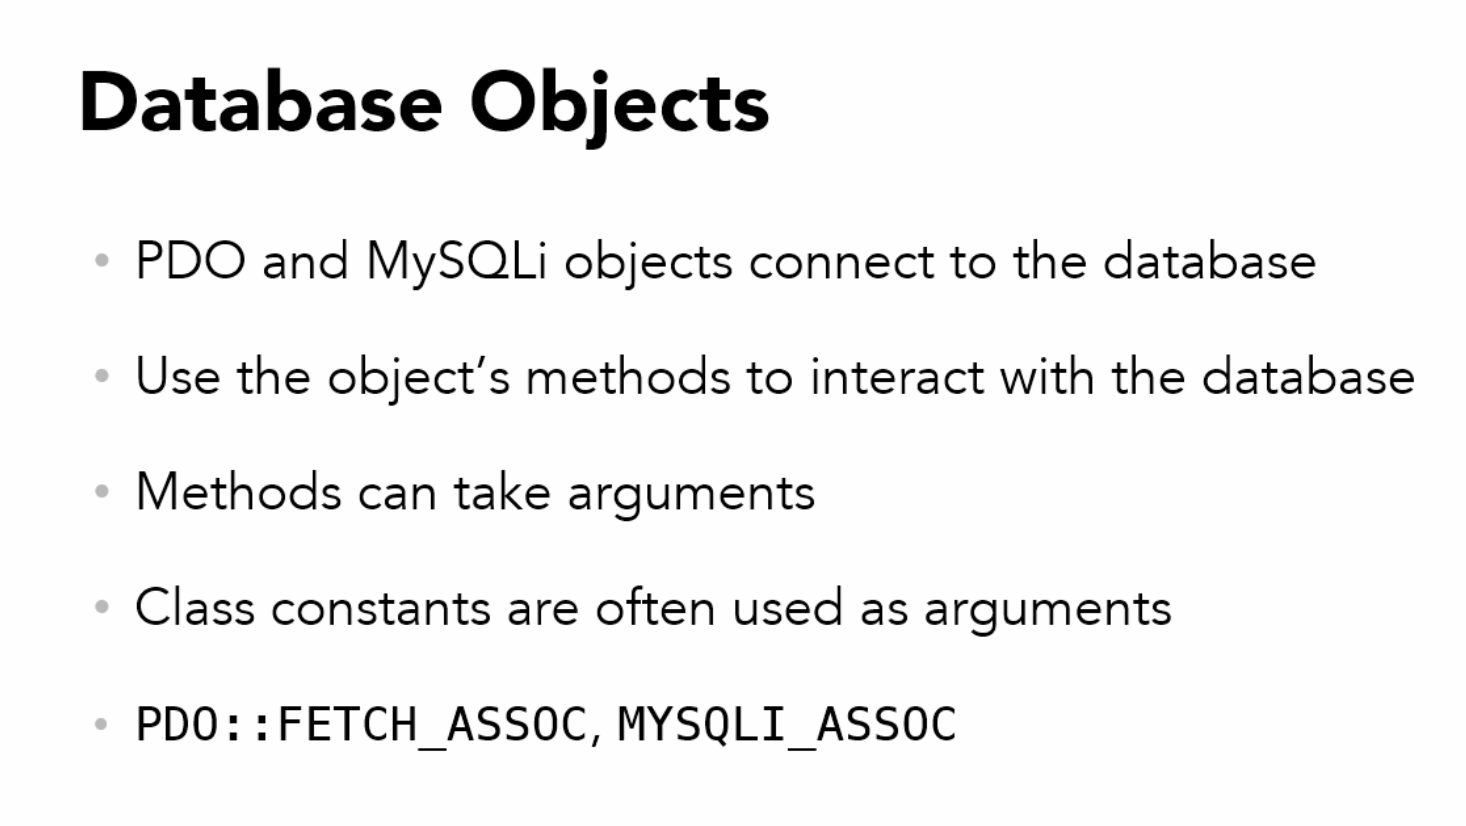 Database Objects
• PDO and MySQLi objects connect to the database
• Use the object’s methods to interact with the database
• Methods can take arguments
• Class constants are often used as arguments
• PDO::FETCH_ASSOC, MYSQLI_ASSOC